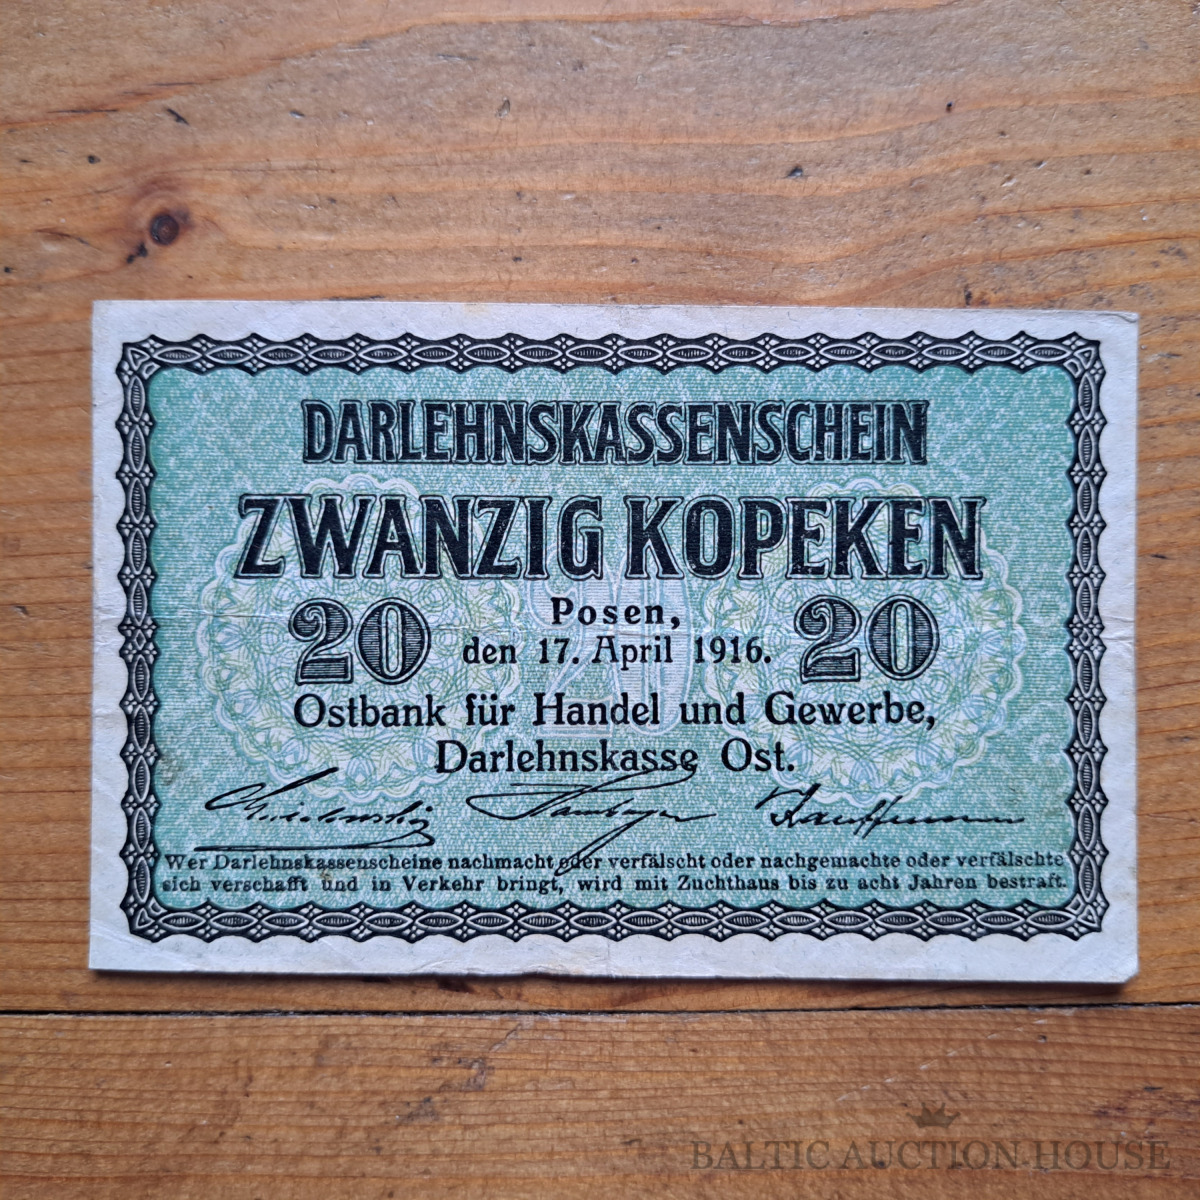 DARLEHNSKASSENSCHEIN
ZWANZIG KOPEKEN
20 Posen, 20
den 17. April 1916.
Ostbank für Handel und Gewerbe,
Darlehnskasse Ost.
Kauffmann
Wer Darlehnskassenscheine nachmacht oder verfälscht oder nachgemachte oder verfälschte
sich verschafft und in Verkehr bringt, wird mit Zuchthaus bis zu acht Jahren bestraft.
BALTIC AUCTION HOUSE